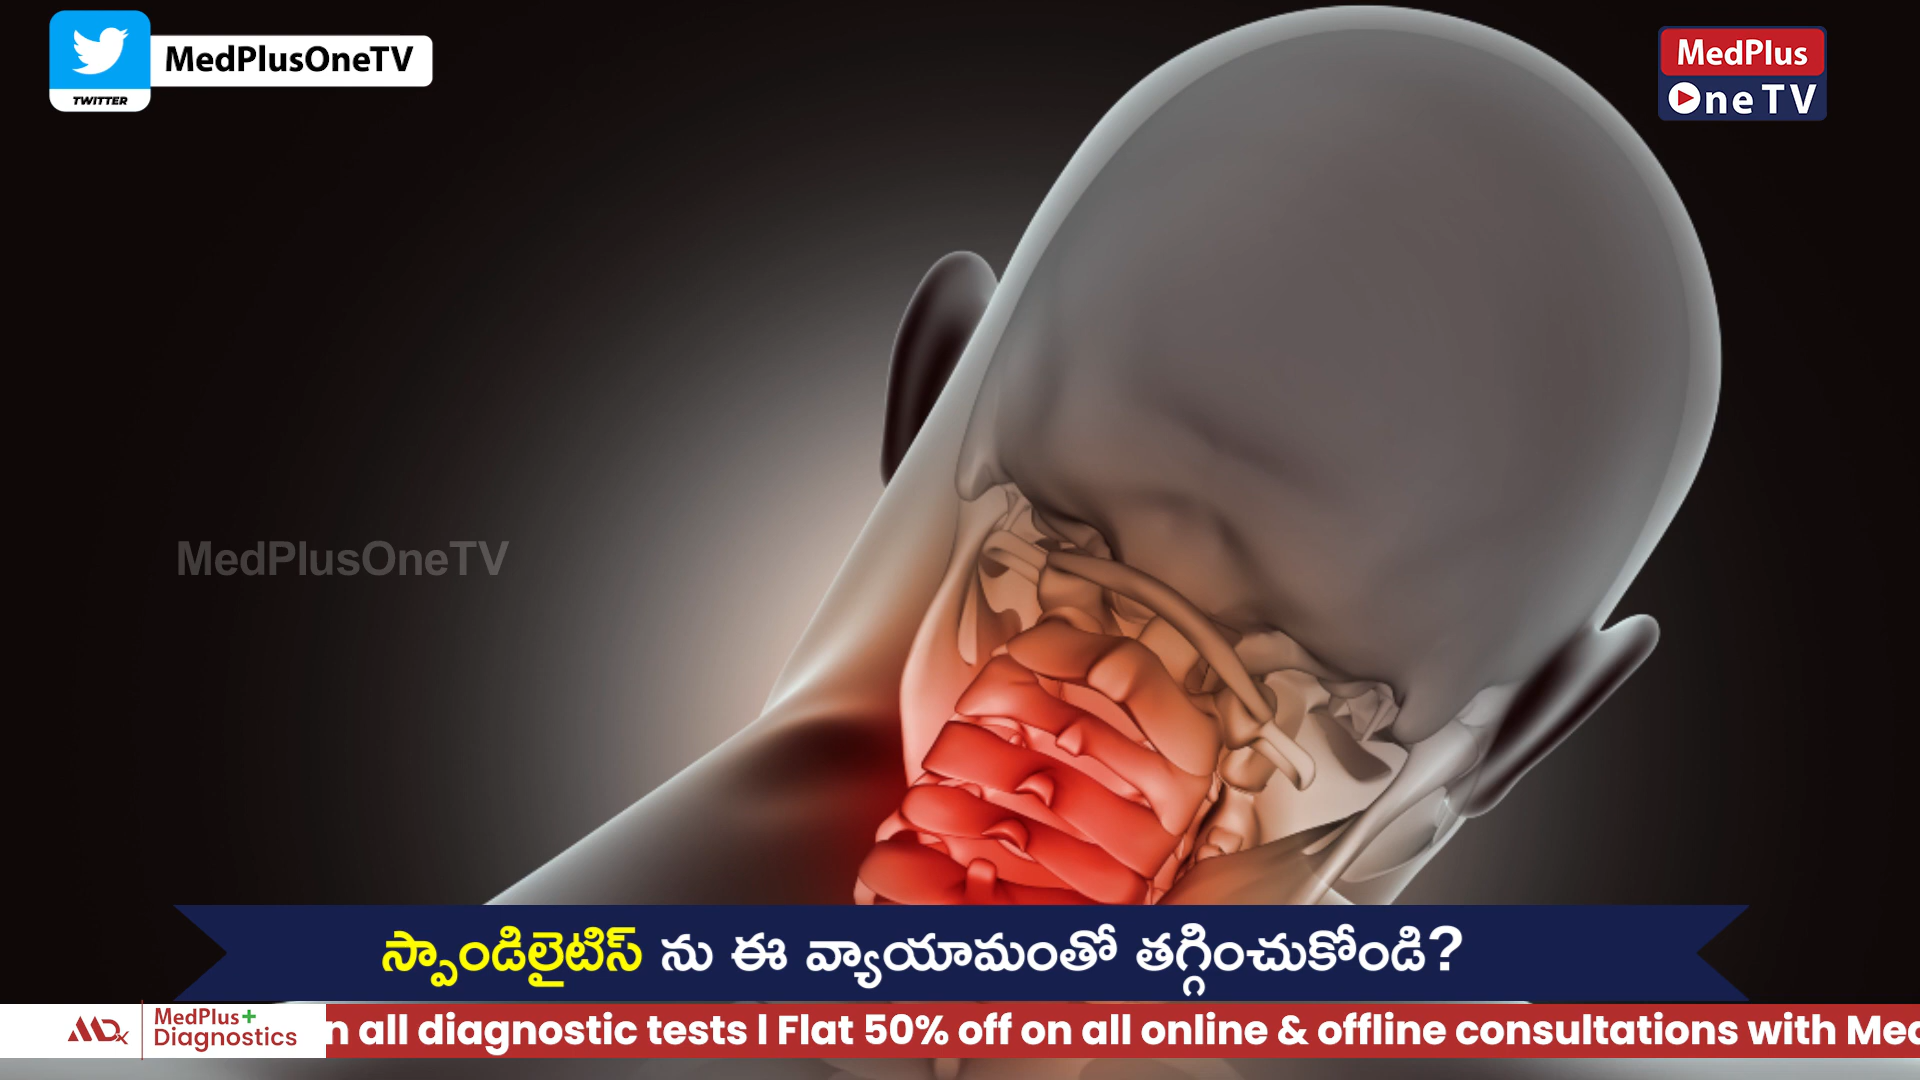 MedPlusOneTV
TWITTER
MedPlus
OneTV
MedPlusOneTV
స్పాండిలైటిస్ ను ఈ వ్యాయామంతో తగ్గించుకోండి?
MDx MedPlus+
Diagnostics
all diagnostic tests l Flat 50% off on all online & offline consultations with